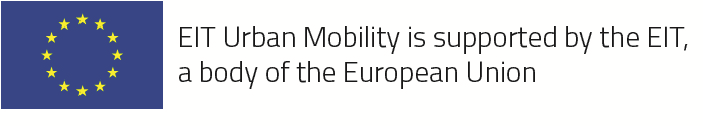 EIT Urban Mobility is supported by the EIT,
a body of the European Union